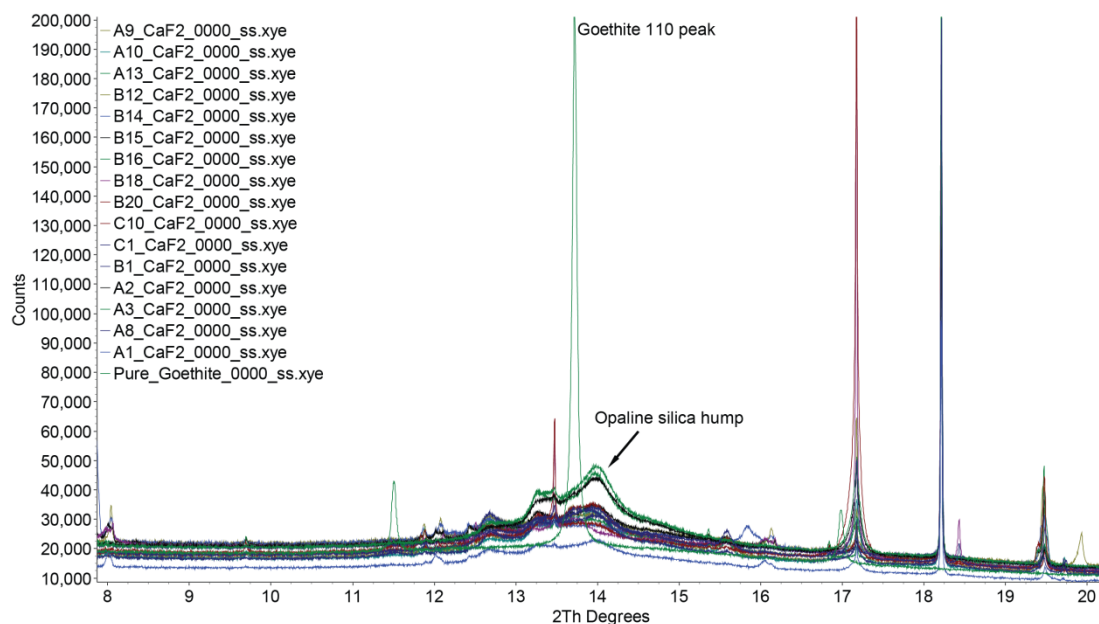 200,000
190,000
180,000
170,000
160,000
150,000
140,000
130,000
120,000
110,000
100,000
90,000
80,000
70,000
60,000
50,000
40,000
30,000
20,000
10,000
Counts
A9_CaF2_0000_ss.xye
A10_CaF2_0000_ss.xye
A13_CaF2_0000_ss.xye
B12_CaF2_0000_ss.xye
B14_CaF2_0000_ss.xye
B15_CaF2_0000_ss.xye
B16_CaF2_0000_ss.xye
B18_CaF2_0000_ss.xye
B20_CaF2_0000_ss.xye
C10_CaF2_0000_ss.xye
C1_CaF2_0000_ss.xye
B1_CaF2_0000_ss.xye
A2_CaF2_0000_ss.xye
A3_CaF2_0000_ss.xye
A8_CaF2_0000_ss.xye
A1_CaF2_0000_ss.xye
Pure_Goethite_0000_ss.xye
Goethite 110 peak
Opaline silica hump
8 9 10 11 12 13 14 15 16 17 18 19 20
2Th Degrees